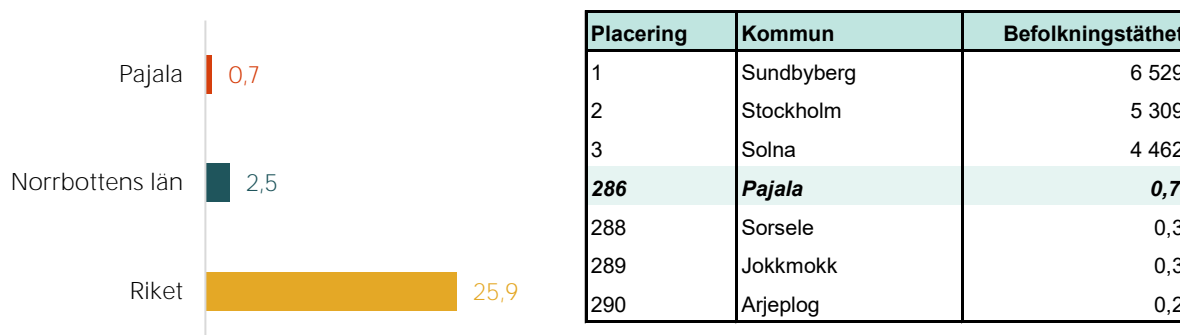 Pajala 0,7
Norrbottens län 2,5
Riket 25,9
Placering Kommun Befolkningstäthet
1 Sundbyberg 6 529
2 Stockholm 5 309
3 Solna 4 462
286 Pajala 0,7
288 Sorsele 0,3
289 Jokkmokk 0,3
290 Arjeplog 0,2